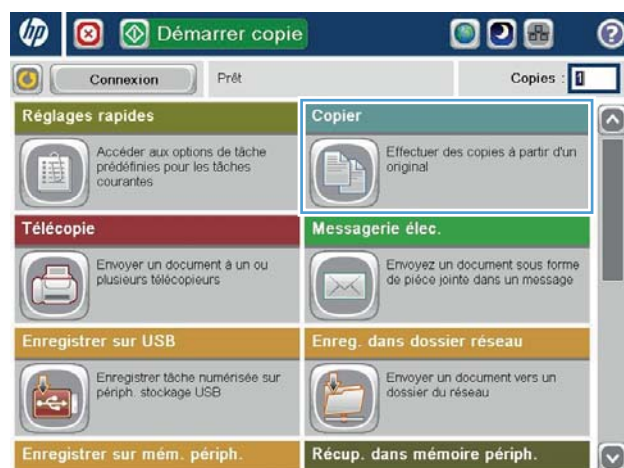 hp
Démarrer copie
?
Connexion
Prêt
Copies : 1
Réglages rapides
Accéder aux options de tâche
prédéfinies pour les tâches
courantes
Copier
Effectuer des copies à partir d'un
original
Télécopie
Envoyer un document à un ou
plusieurs télécopieurs
Messagerie élec.
Envoyez un document sous forme
de pièce jointe dans un message
Enregistrer sur USB
Enregistrer tâche numérisée sur
périph. stockage USB
Enreg. dans dossier réseau
Envoyer un document vers un
dossier du réseau
Enregistrer sur mém. périph.
Récup. dans mémoire périph.